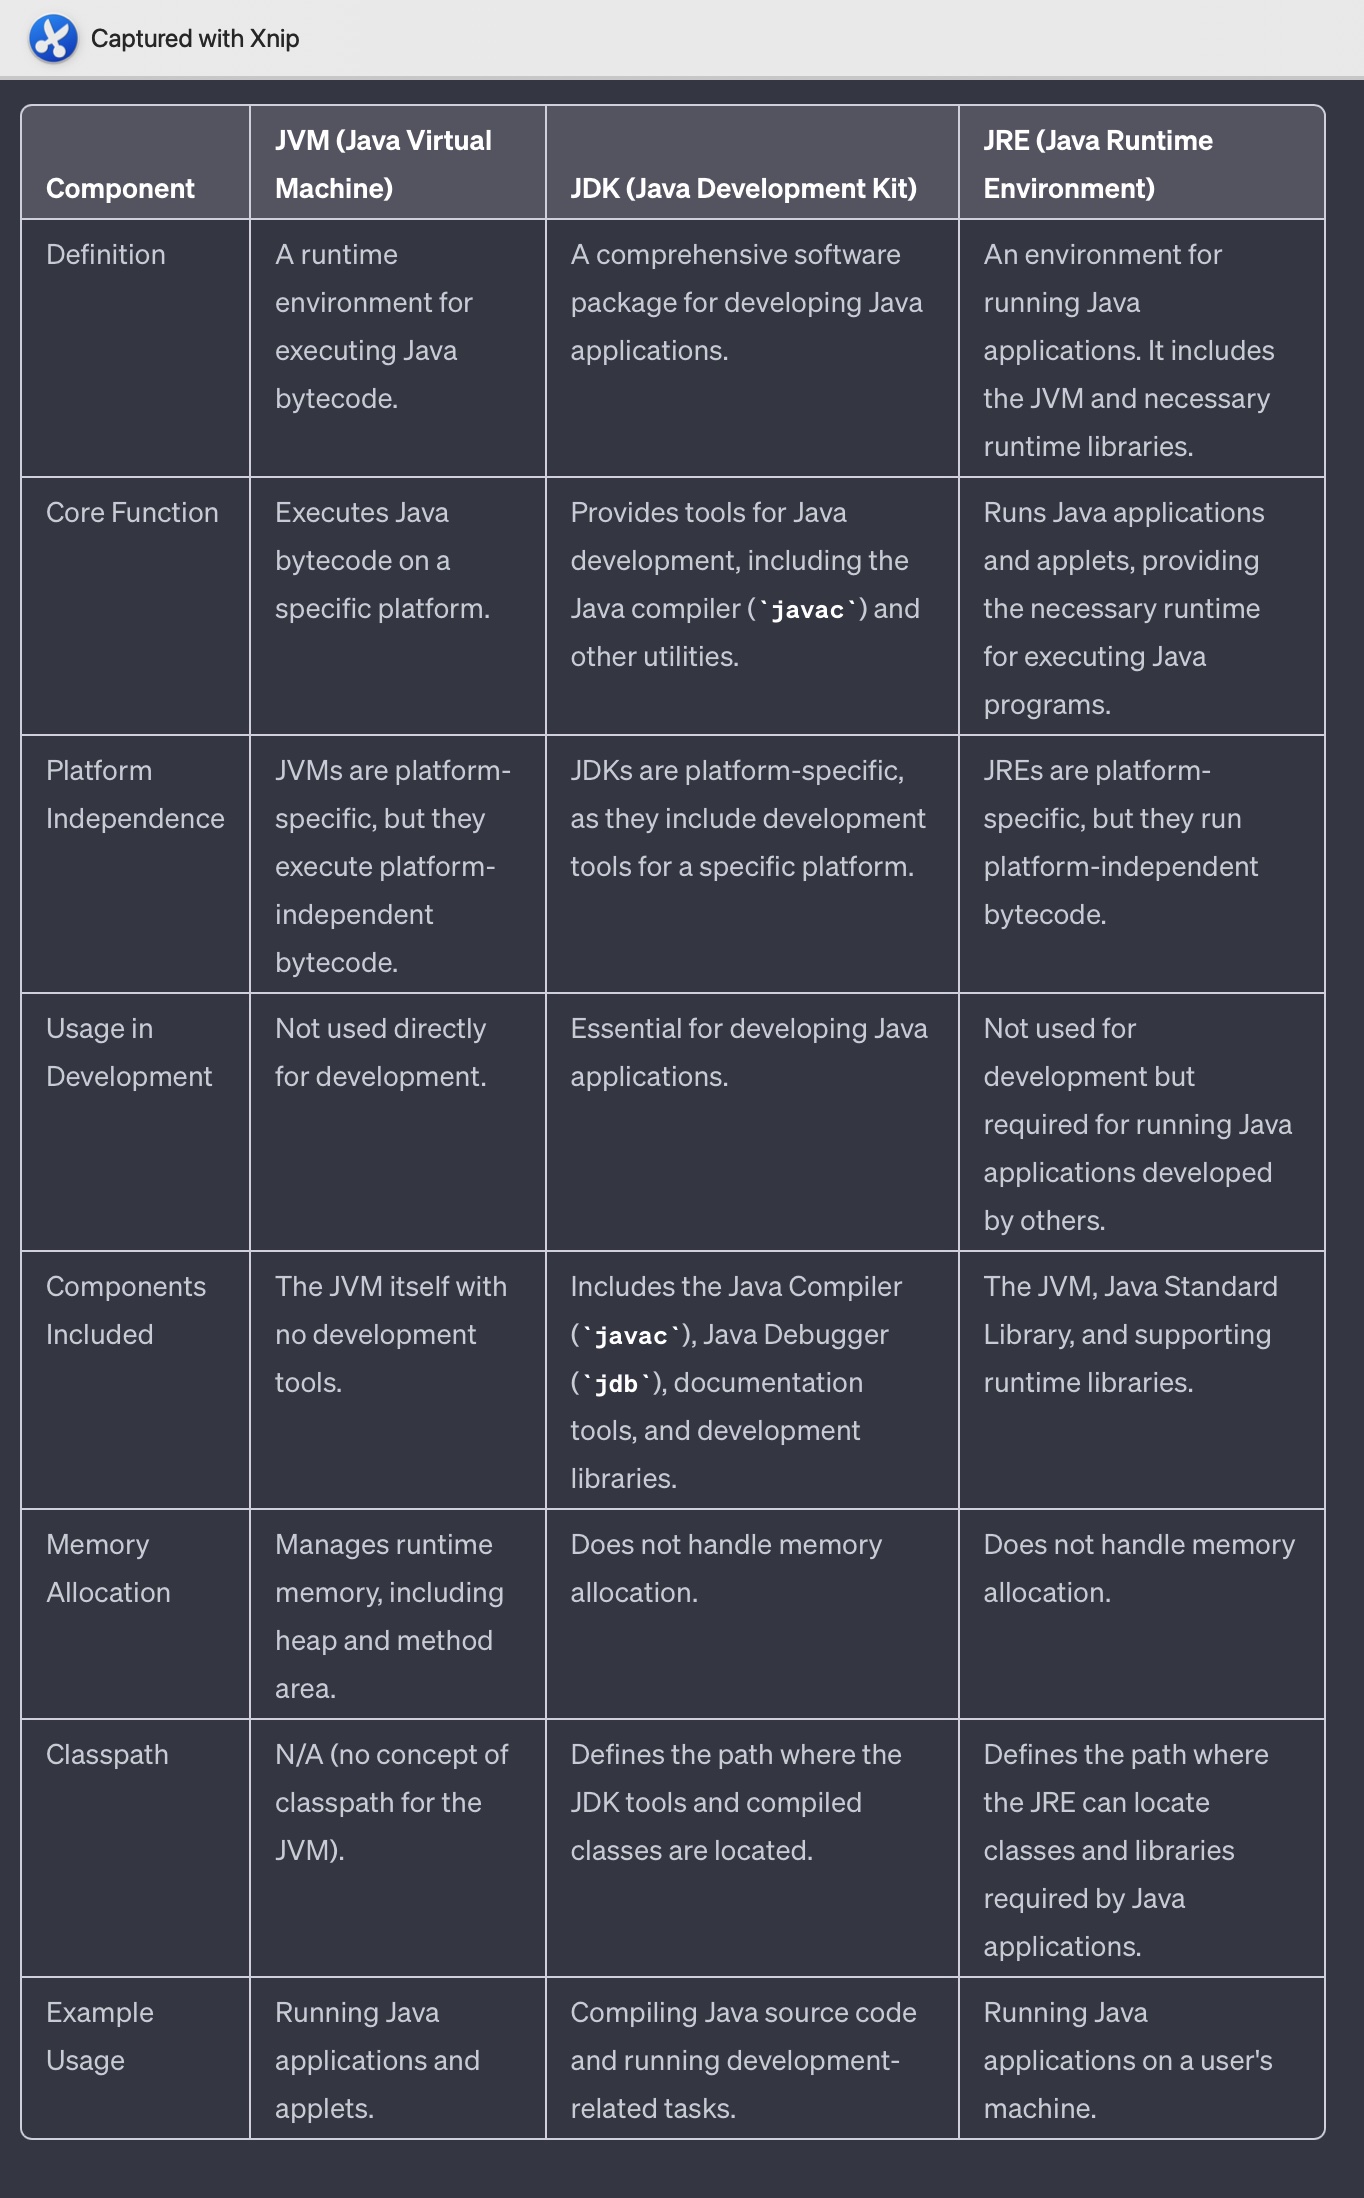 Captured with Xnip
Component
JVM (Java Virtual
Machine)
JDK (Java Development Kit)
JRE (Java Runtime
Environment)
Definition
A runtime
environment for
executing Java
bytecode.
A comprehensive software
package for developing Java
applications.
An environment for
running Java
applications. It includes
the JVM and necessary
runtime libraries.
Core Function
Executes Java
bytecode on a
specific platform.
Provides tools for Java
development, including the
Java compiler (`javac`) and
other utilities.
Runs Java applications
and applets, providing
the necessary runtime
for executing Java
programs.
Platform
Independence
JVMs are platform-
specific, but they
execute platform-
independent
bytecode.
JDKs are platform-specific,
as they include development
tools for a specific platform.
JREs are platform-
specific, but they run
platform-independent
bytecode.
Usage in
Development
Not used directly
for development.
Essential for developing Java
applications.
Not used for
development but
required for running Java
applications developed
by others.
Components
Included
The JVM itself with
no development
tools.
Includes the Java Compiler
(`javac`), Java Debugger
(`jdb`), documentation
tools, and development
libraries.
The JVM, Java Standard
Library, and supporting
runtime libraries.
Memory
Allocation
Manages runtime
memory, including
heap and method
area.
Does not handle memory
allocation.
Does not handle memory
allocation.
Classpath
N/A (no concept of
classpath for the
JVM).
Defines the path where the
JDK tools and compiled
classes are located.
Defines the path where
the JRE can locate
classes and libraries
required by Java
applications.
Example
Usage
Running Java
applications and
applets.
Compiling Java source code
and running development-
related tasks.
Running Java
applications on a user's
machine.